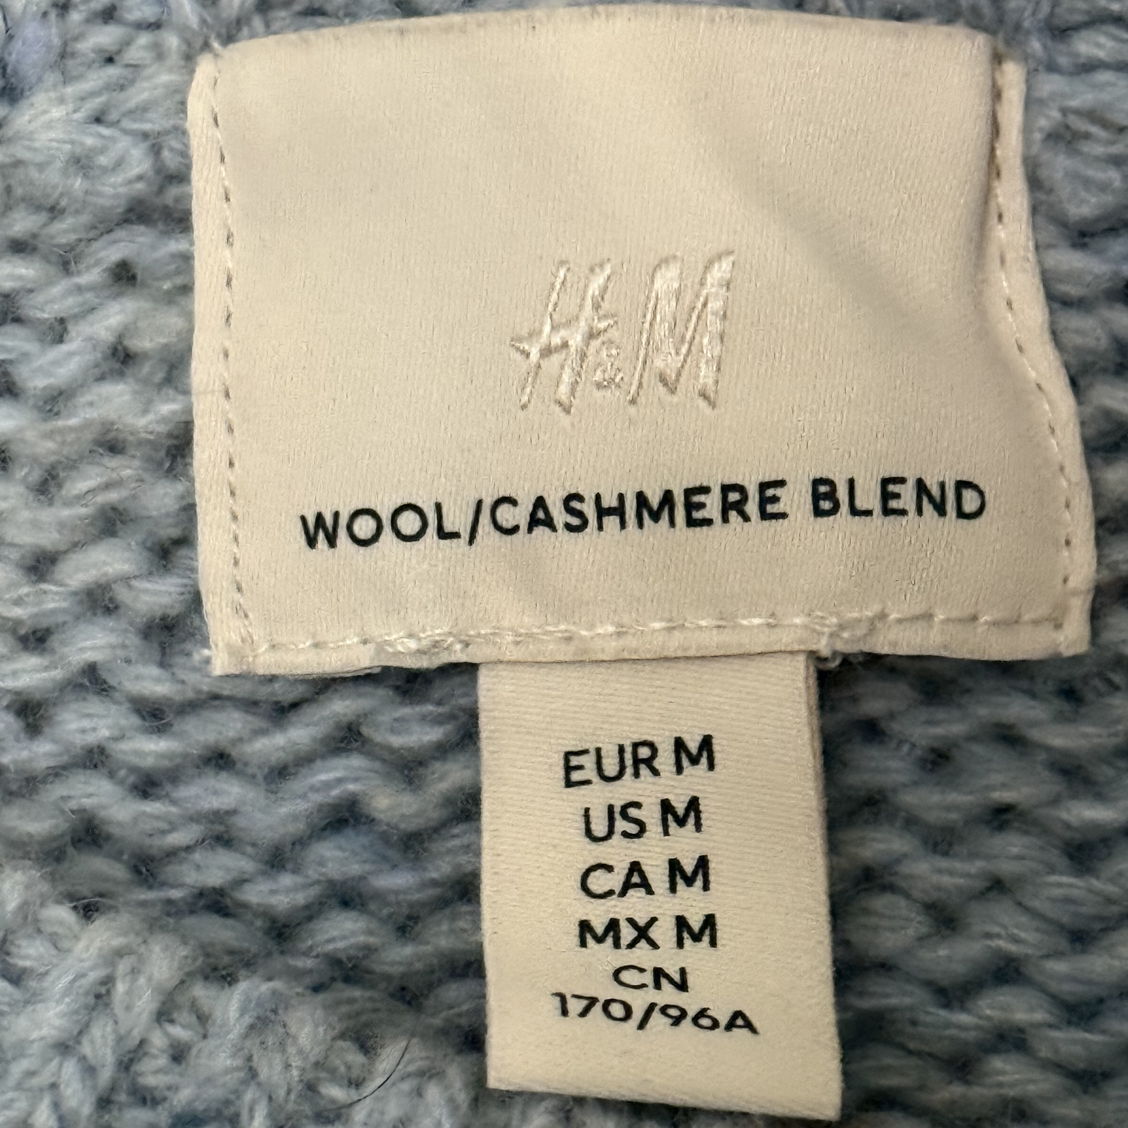 H&M
WOOL/CASHMERE BLEND
EUR M
US M
CA M
MX M
CN
170/96A